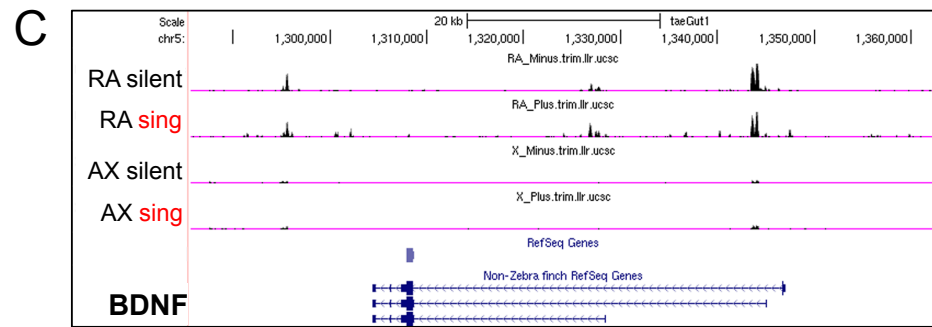 C
Scale 20 kb taeGut1
chr5: 1,300,000 1,310,000 1,320,000 1,330,000 1,340,000 1,350,000 1,360,000
RA_Minus.trim.llr.ucsc
RA silent
RA_Plus.trim.llr.ucsc
RA sing
X_Minus.trim.llr.ucsc
AX silent
X_Plus.trim.llr.ucsc
AX sing
RefSeq Genes
Non-Zebra finch RefSeq Genes
BDNF